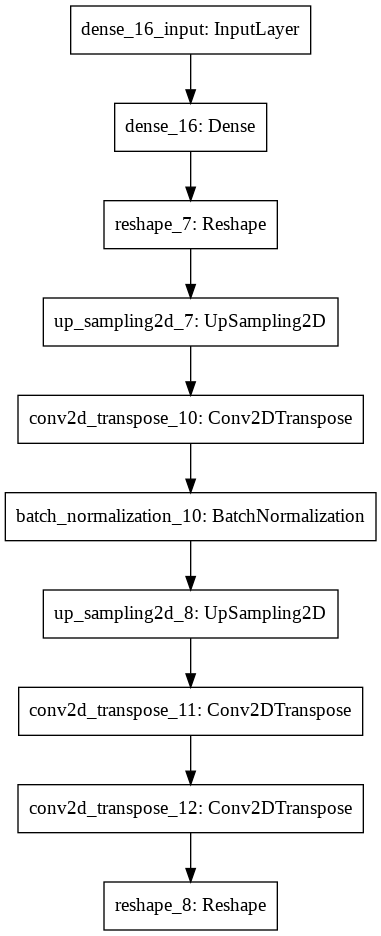 dense_16_input: InputLayer
dense_16: Dense
reshape_7: Reshape
up_sampling2d_7: UpSampling2D
conv2d_transpose_10: Conv2DTranspose
batch_normalization_10: BatchNormalization
up_sampling2d_8: UpSampling2D
conv2d_transpose_11: Conv2DTranspose
conv2d_transpose_12: Conv2DTranspose
reshape_8: Reshape